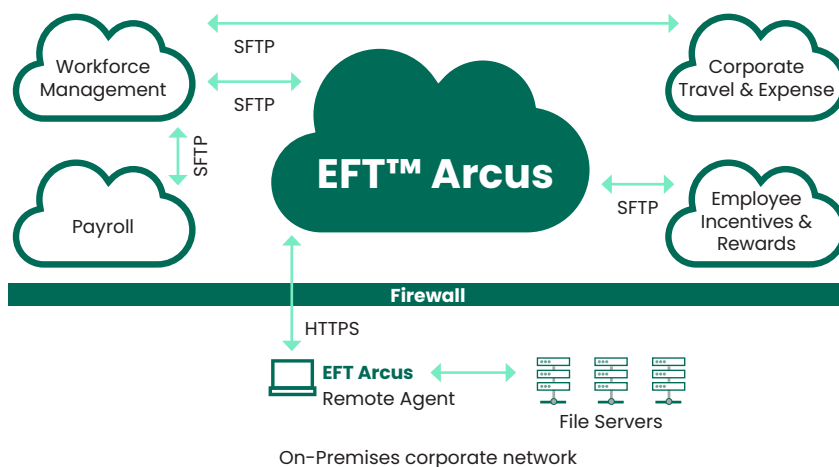 SFTP
Workforce
Management
SFTP
Corporate
Travel & Expense
SFTP
EFT™ Arcus
Payroll
SFTP
Employee
Incentives &
Rewards
Firewall
HTTPS
EFT Arcus
Remote Agent
File Servers
On-Premises corporate network